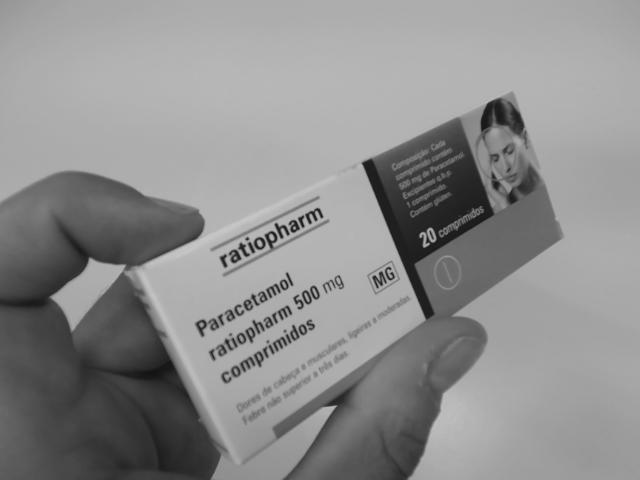 ratiopharm
Paracetamol
ratiopharm 500 mg
comprimidos
MG
Dores de cabeça e musculares, ligeiras a moderadas.
Febre não superior a três dias.
Composição: Cada
comprimido contém
500 mg de Paracetamol.
Excipientes q.b.p.
1 comprimido.
Contém glúten.
20 comprimidos